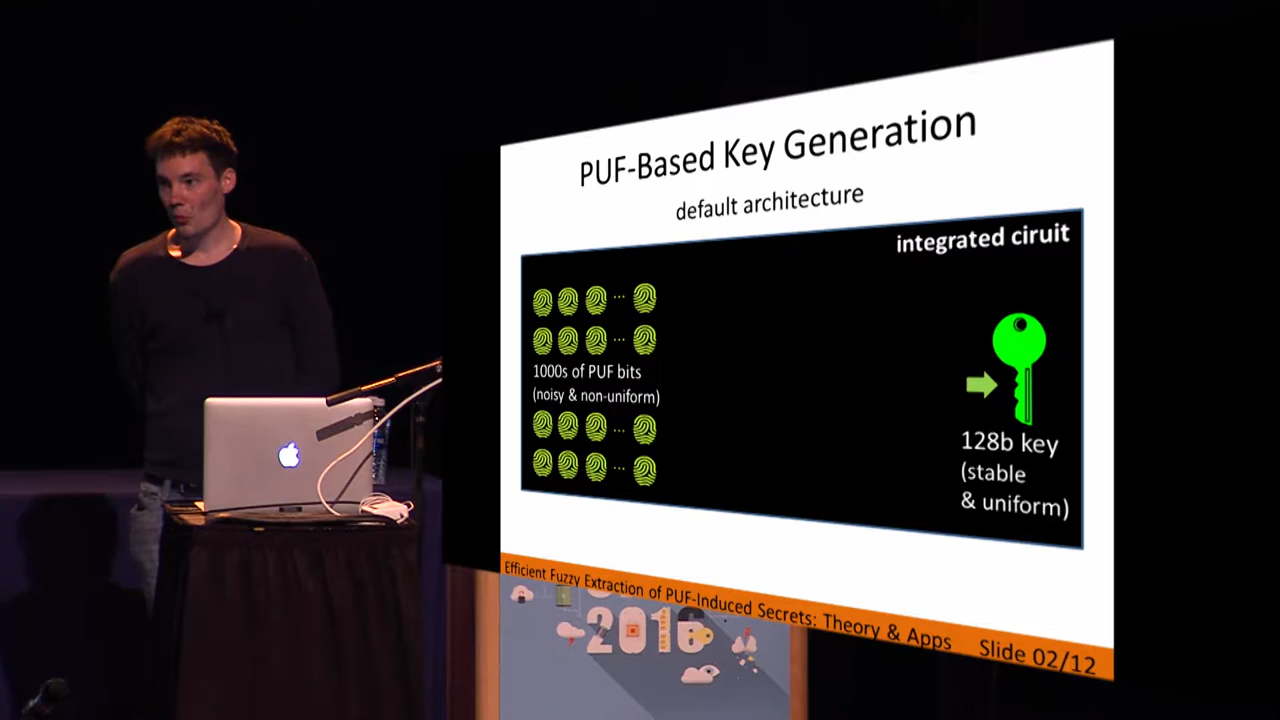 PUF-Based Key Generation
default architecture
integrated ciruit
1000s of PUF bits
(noisy & non-uniform)
128b key
(stable
& uniform)
Efficient Fuzzy Extraction of PUF-Induced Secrets: Theory & Apps
Slide 02/12
2016